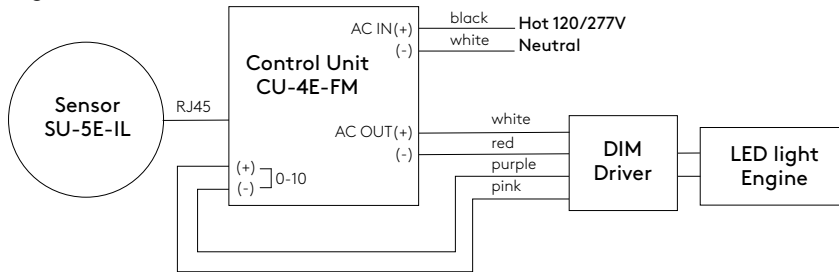 AC IN(+) black Hot 120/277V
(-) white Neutral
Control Unit
CU-4E-FM
Sensor
SU-5E-IL
RJ45
AC OUT(+) white
(-) red
(+) purple
(-) 0-10 pink
DIM
Driver
LED light
Engine